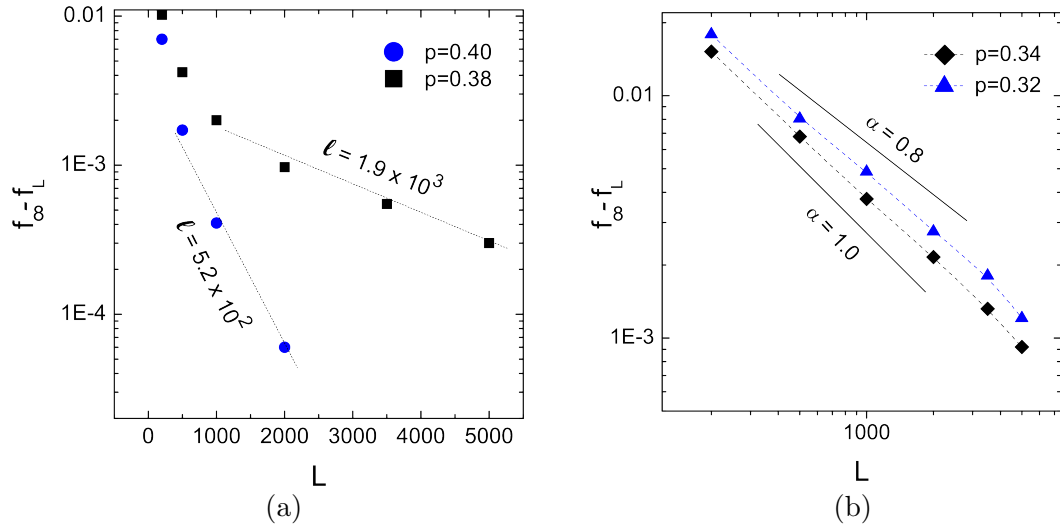 0.01
1E-3
1E-4
f∞ - fL
p=0.40
p=0.38
ℓ = 1.9 x 10³
ℓ = 5.2 x 10²
0 1000 2000 3000 4000 5000
L
(a)
0.01
1E-3
f∞ - fL
p=0.34
p=0.32
α = 0.8
α = 1.0
1000
L
(b)